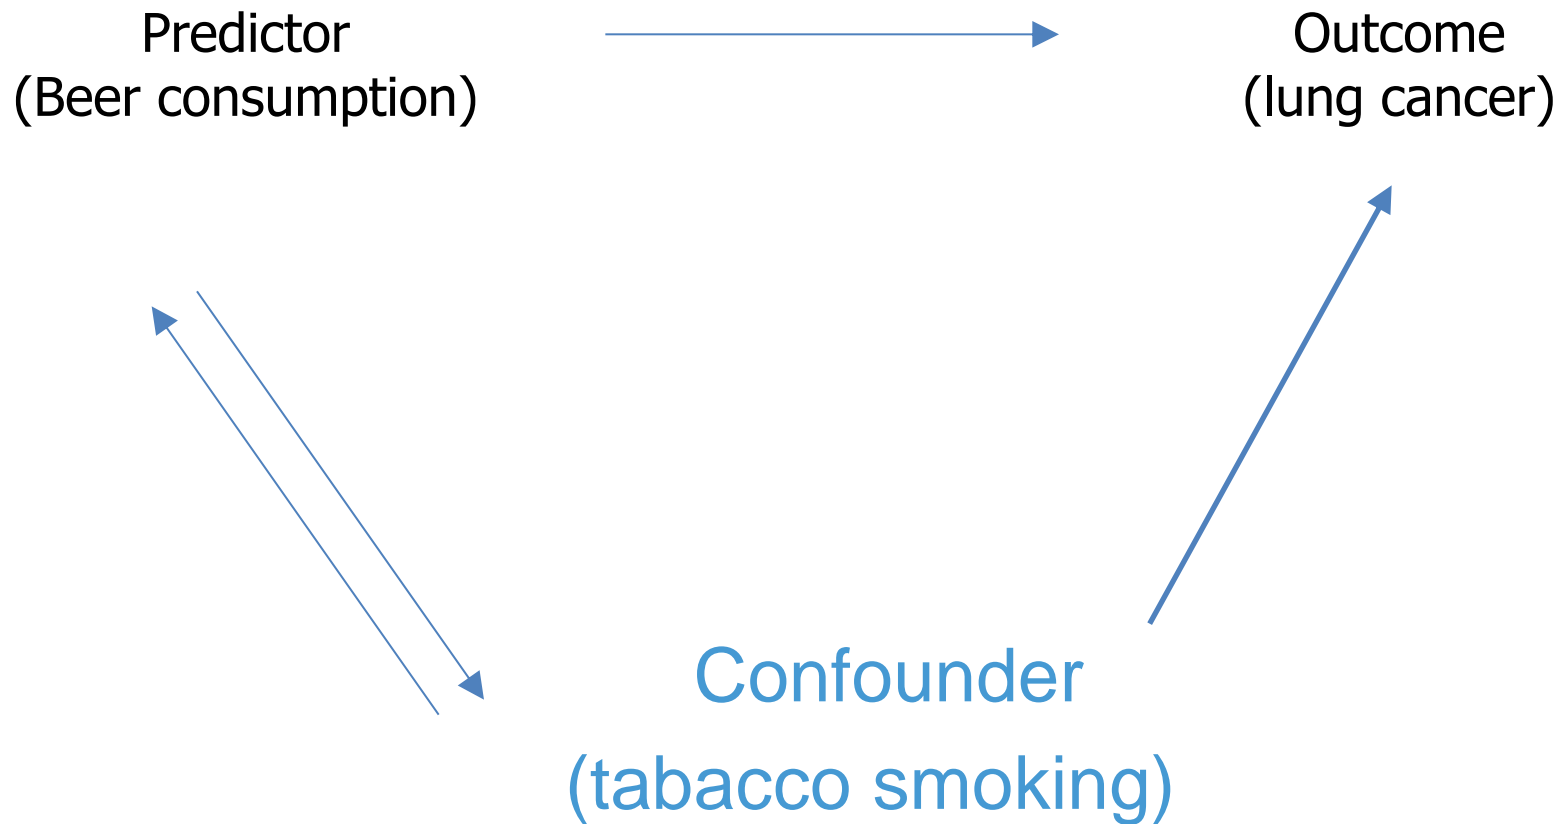 Predictor
(Beer consumption)
Outcome
(lung cancer)
Confounder
(tabacco smoking)